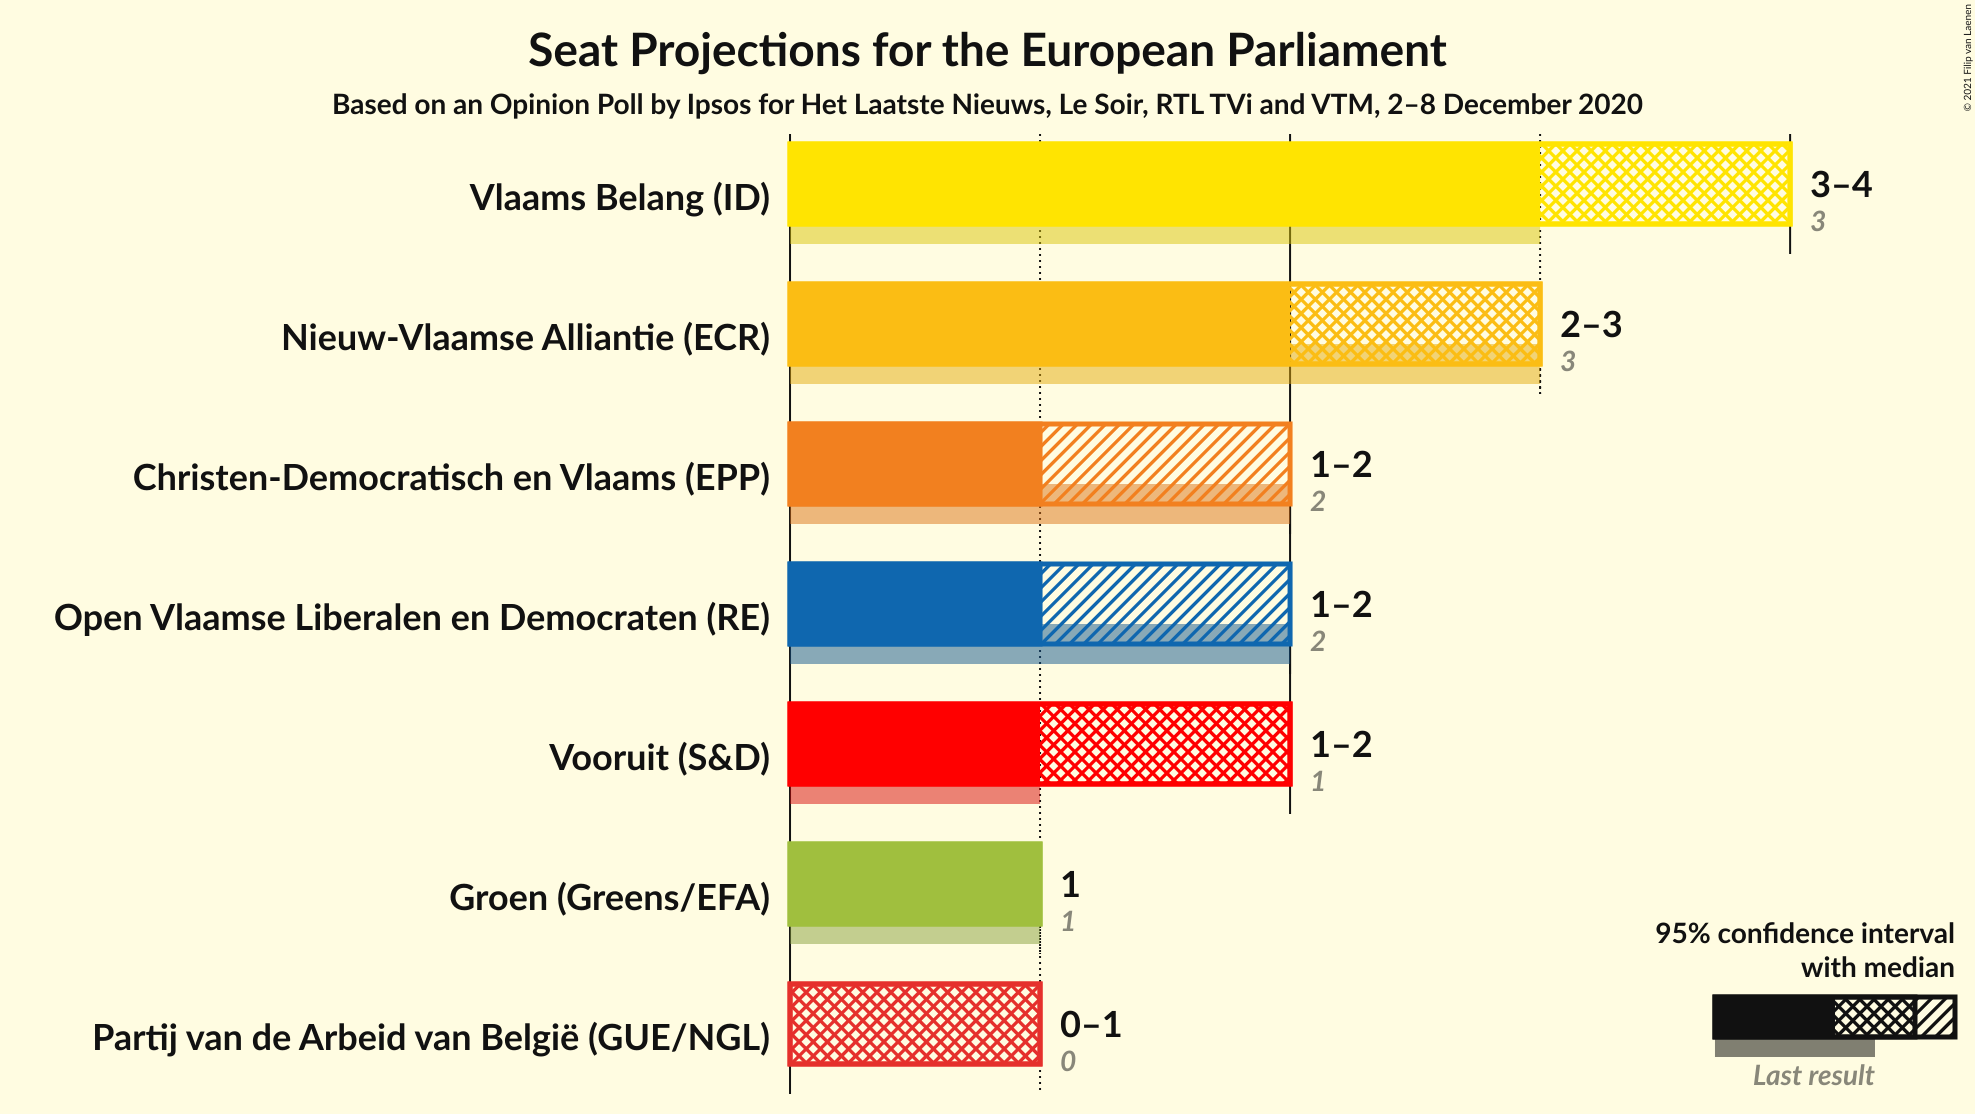 Seat Projections for the European Parliament
Based on an Opinion Poll by Ipsos for Het Laatste Nieuws, Le Soir, RTL TVi and VTM, 2–8 December 2020
© 2021 Filip van Laenen
Vlaams Belang (ID)
3–4
3
Nieuw-Vlaamse Alliantie (ECR)
2–3
3
Christen-Democratisch en Vlaams (EPP)
1–2
2
Open Vlaamse Liberalen en Democraten (RE)
1–2
2
Vooruit (S&D)
1–2
1
Groen (Greens/EFA)
1
1
Partij van de Arbeid van België (GUE/NGL)
0–1
0
95% confidence interval
with median
Last result